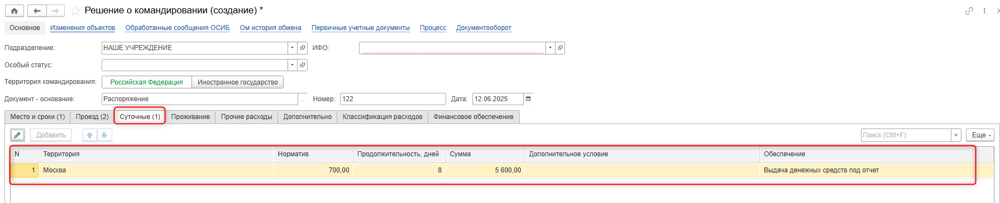 Решение о командировании (создание) *
Основное Изменения объектов Обработанные сообщения ОСИБ Ом история обмена Первичные учетные документы Процесс Документооборот
Подразделение: НАШЕ УЧРЕЖДЕНИЕ ИФО:
Особый статус:
Территория командирования: Российская Федерация Иностранное государство
Документ - основание: Распоряжение ... Номер: 122 Дата: 12.06.2025
Место и сроки (1) Проезд (2) Суточные (1) Проживание Прочие расходы Дополнительно Классификация расходов Финансовое обеспечение
Добавить Поиск (Ctrl+F) × Еще
N Территория Норматив Продолжительность, дней Сумма Дополнительное условие Обеспечение
1 Москва 700,00 8 5 600,00 Выдача денежных средств под отчет